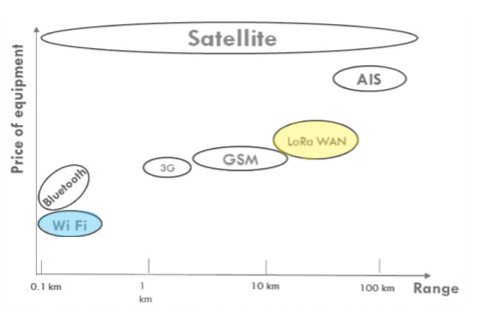 Satellite
AIS
LoRa WAN
GSM
3G
Bluetooth
Wi Fi
Price of equipment
0.1 km
1
km
10 km
100 km
Range